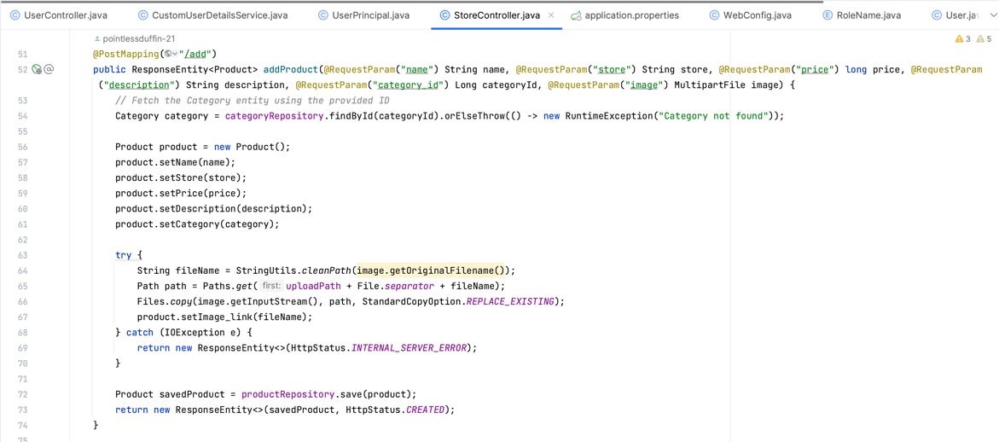 UserController.java CustomUserDetailsService.java UserPrincipal.java StoreController.java × application.properties WebConfig.java RoleName.java User.jav
pointlessduffin-21
3 5
51 @PostMapping("/add")
52 public ResponseEntity<Product> addProduct(@RequestParam("name") String name, @RequestParam("store") String store, @RequestParam("price") long price, @RequestParam
("description") String description, @RequestParam("category_id") Long categoryId, @RequestParam("image") MultipartFile image) {
53 // Fetch the Category entity using the provided ID
54 Category category = categoryRepository.findById(categoryId).orElseThrow(() -> new RuntimeException("Category not found"));
55
56 Product product = new Product();
57 product.setName(name);
58 product.setStore(store);
59 product.setPrice(price);
60 product.setDescription(description);
61 product.setCategory(category);
62
63 try {
64 String fileName = StringUtils.cleanPath(image.getOriginalFilename());
65 Path path = Paths.get( first: uploadPath + File.separator + fileName);
66 Files.copy(image.getInputStream(), path, StandardCopyOption.REPLACE_EXISTING);
67 product.setImage_link(fileName);
68 } catch (IOException e) {
69 return new ResponseEntity<>(HttpStatus.INTERNAL_SERVER_ERROR);
70 }
71
72 Product savedProduct = productRepository.save(product);
73 return new ResponseEntity<>(savedProduct, HttpStatus.CREATED);
74 }
75